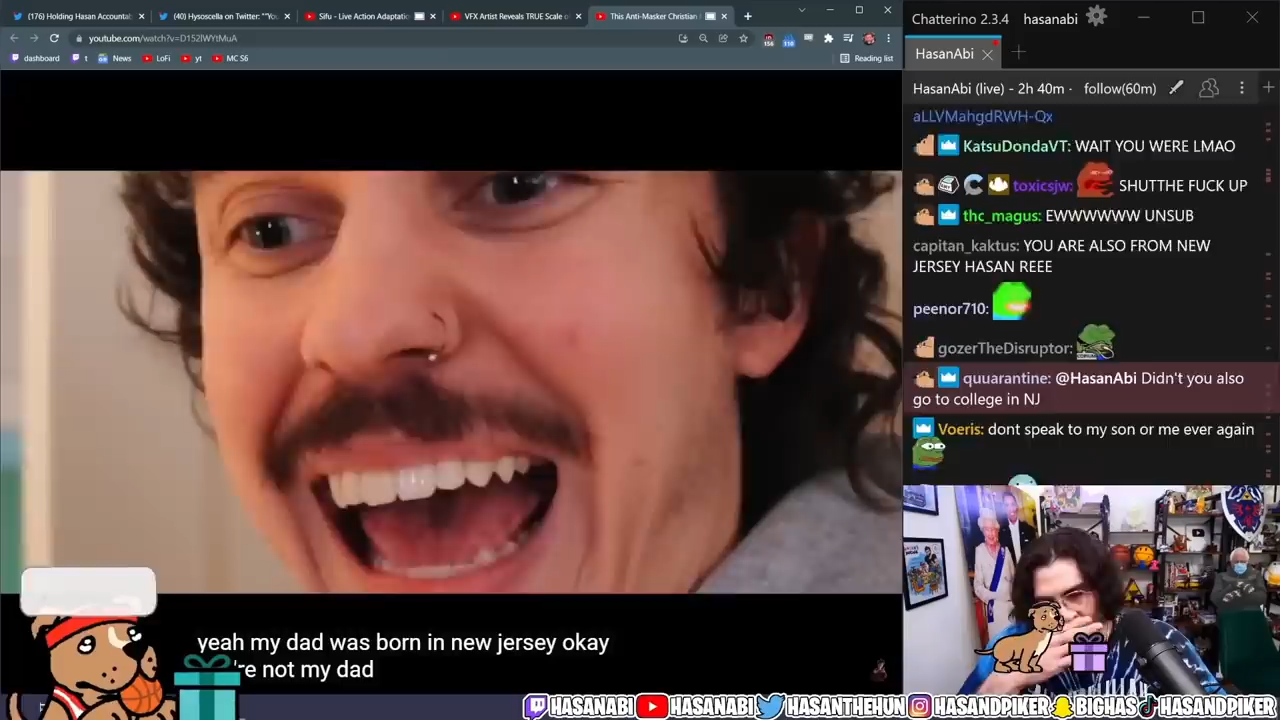 (176) Holding Hasan Accountab
(40) Hysoscella on Twitter: "'Yo
Sifu - Live Action Adaptatio
VFX Artist Reveals TRUE Scale o
This Anti-Masker Christian
youtube.com/watch?v=D152lWYtMuA
156
110
dashboard
t
News
LoFi
yt
MC S6
Reading list
yeah my dad was born in new jersey okay
're not my dad
Chatterino 2.3.4
hasanabi
HasanAbi
HasanAbi (live) - 2h 40m -
follow(60m)
aLLVMahgdRWH-Qx
KatsuDondaVT: WAIT YOU WERE LMAO
toxicsjw: SHUTTHE FUCK UP
thc_magus: EWWWWWW UNSUB
capitan_kaktus: YOU ARE ALSO FROM NEW
JERSEY HASAN REEE
peenor710:
gozerTheDisruptor:
quuarantine: @HasanAbi Didn't you also
go to college in NJ
Voeris: dont speak to my son or me ever again
HASANABI
HASANABI
HASANTHEHUN
HASANDPIKER
BIGHAS
HASANDPIKER